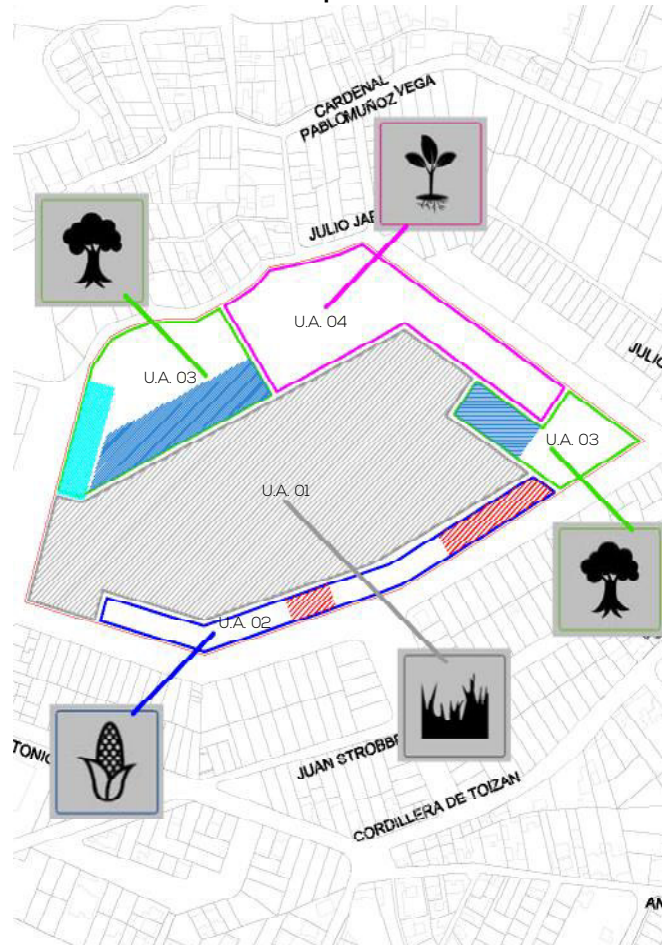 CARDENAL
PABLOMUÑOZ VEGA
JULIO JAR
U.A. 04
JULIO
U.A. 03
U.A. 03
U.A. 01
U.A. 02
TONIO
JUAN STROBBE
CORDILLERA DE TOIZAN
AN